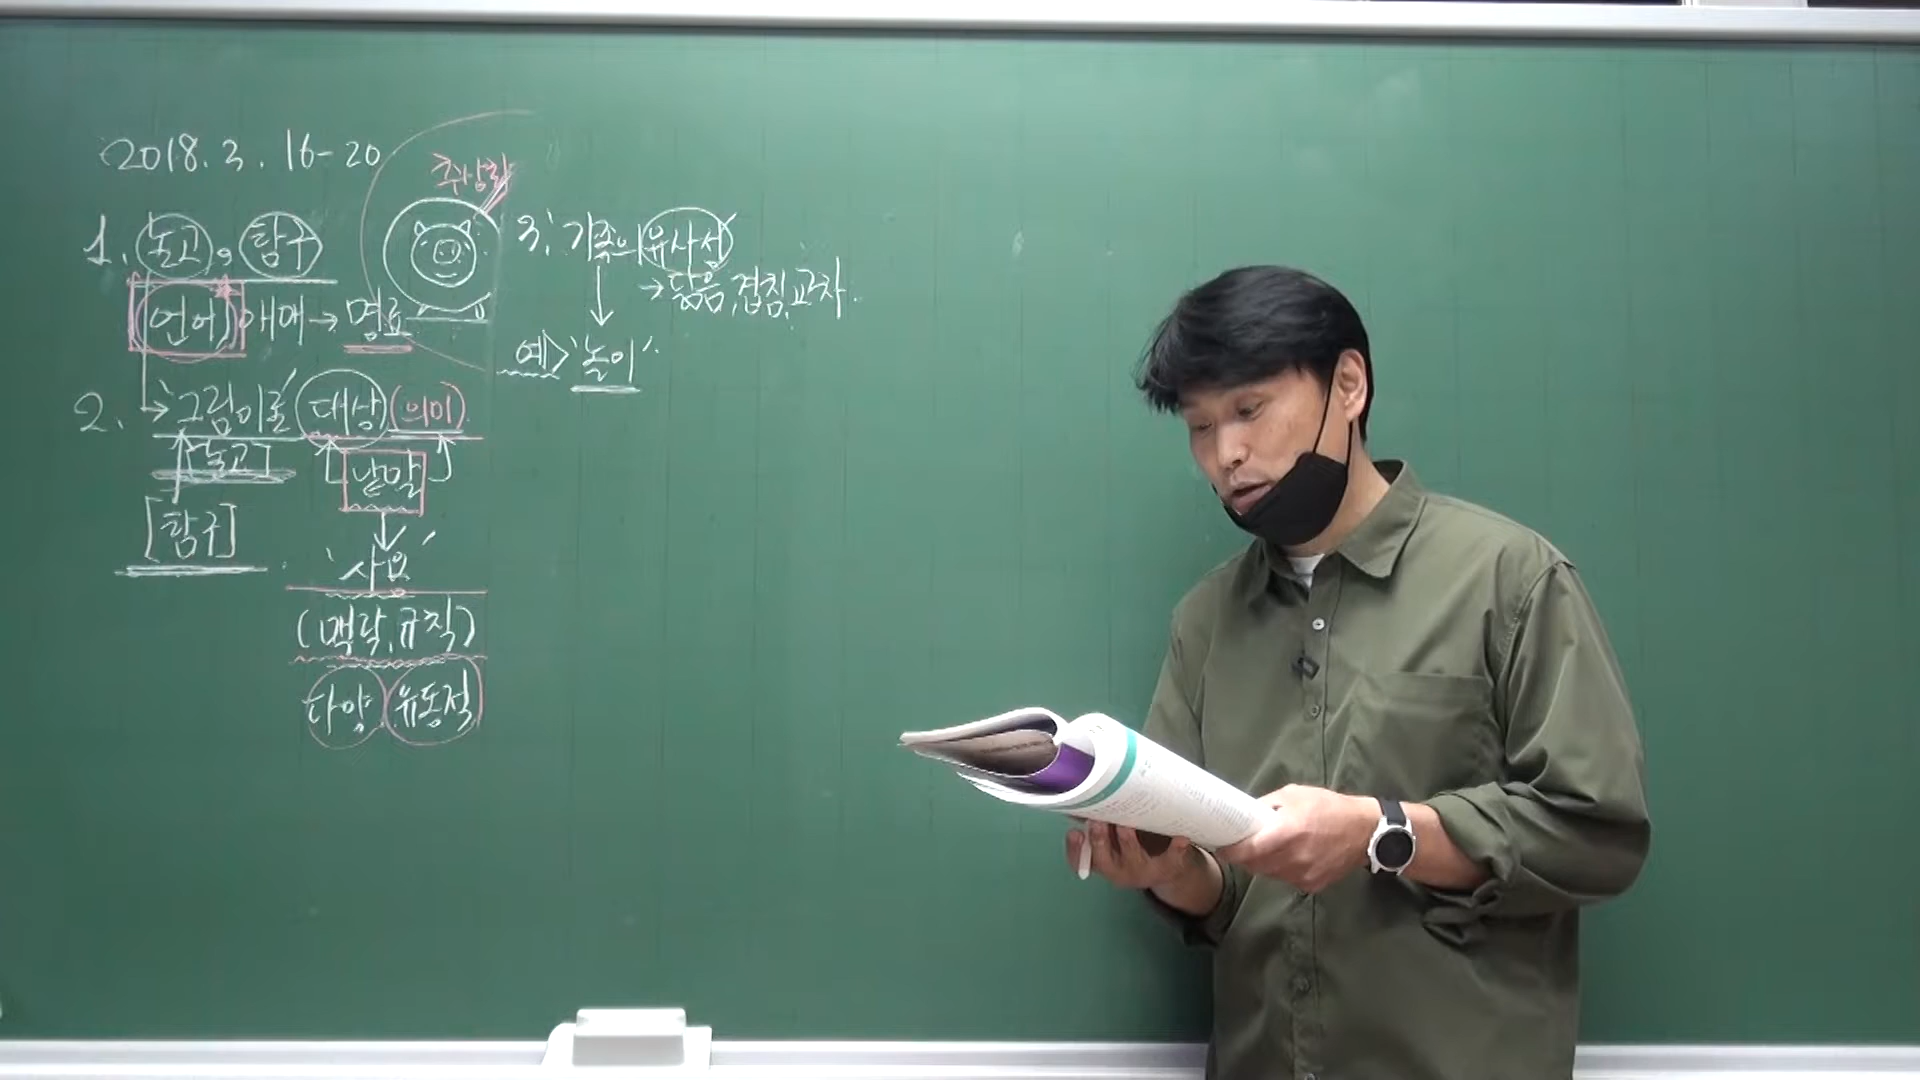 2018. 3. 16-20
추상화
1. 논고, 탐구
언어 애매→명료
2. →'그림이론' 대상(의미)
[논고]
낱말
[탐구]
'사용'
(맥락, 규칙)
다양 유동적
3. 가족의 유사성
→닮음, 겹침, 교차.
예> '놀이'